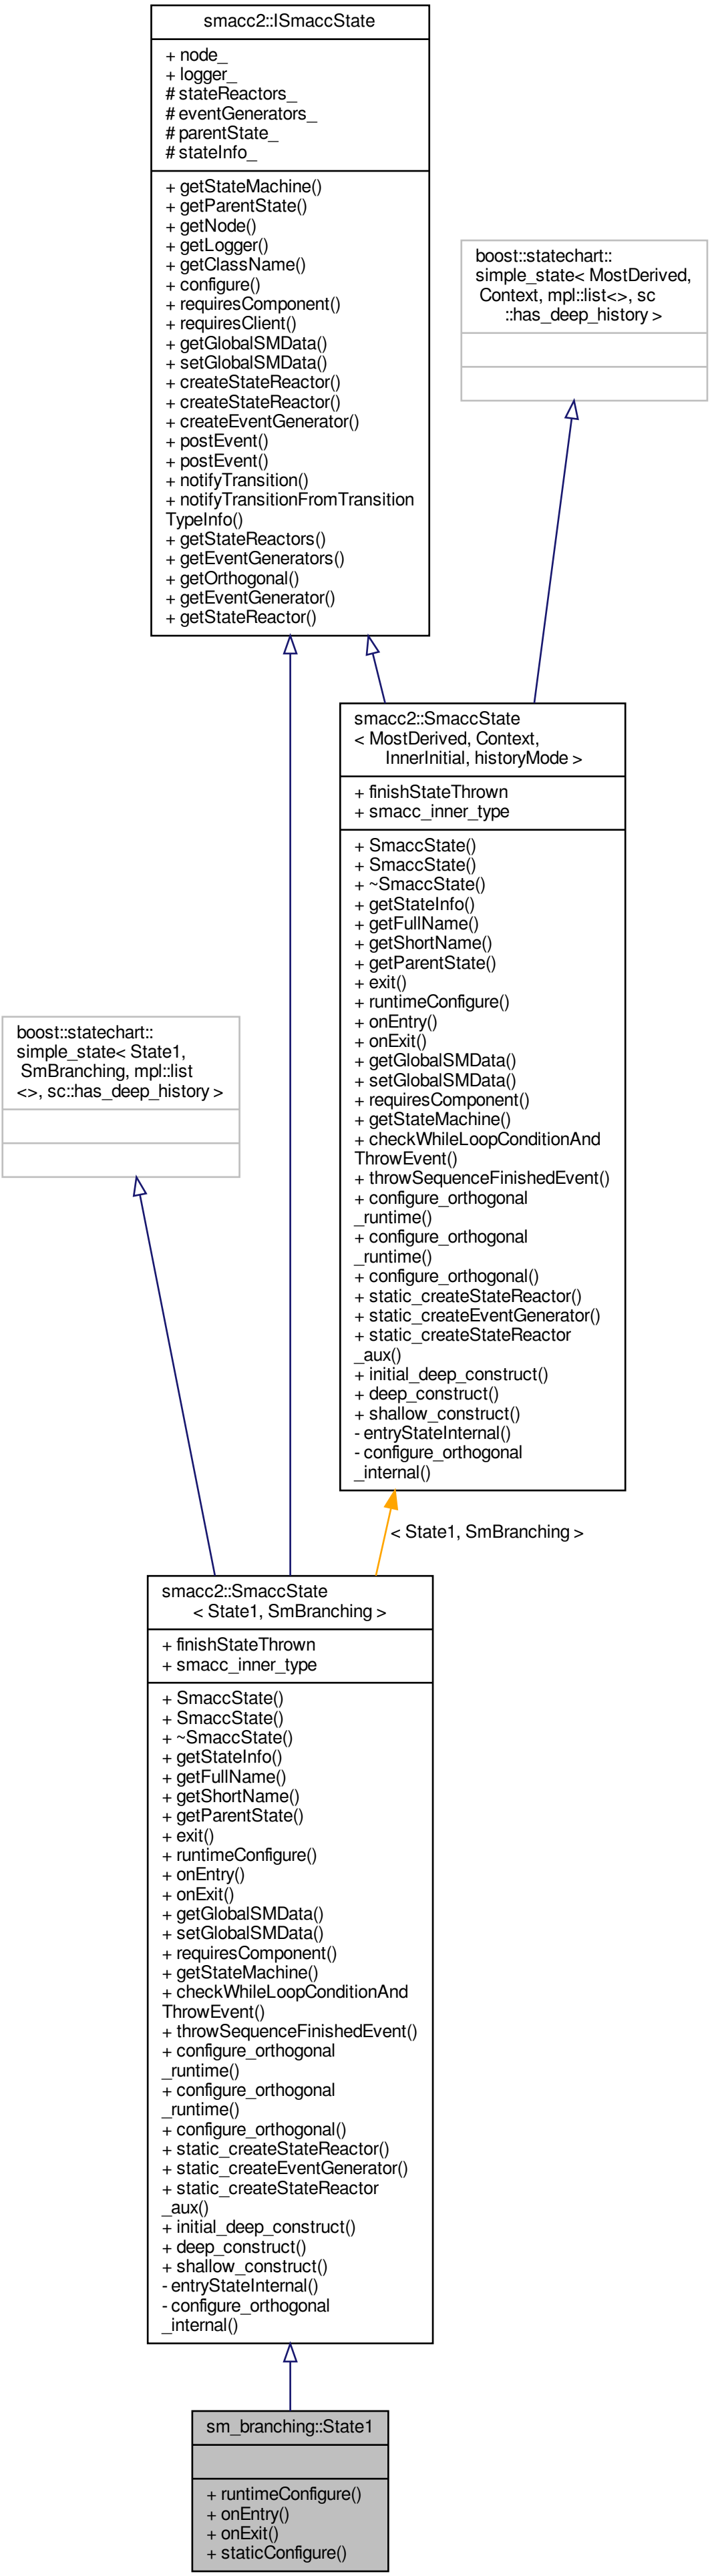 smacc2::ISmaccState
+ node_
+ logger_
# stateReactors_
# eventGenerators_
# parentState_
# stateInfo_
+ getStateMachine()
+ getParentState()
+ getNode()
+ getLogger()
+ getClassName()
+ configure()
+ requiresComponent()
+ requiresClient()
+ getGlobalSMData()
+ setGlobalSMData()
+ createStateReactor()
+ createStateReactor()
+ createEventGenerator()
+ postEvent()
+ postEvent()
+ notifyTransition()
+ notifyTransitionFromTransition
TypeInfo()
+ getStateReactors()
+ getEventGenerators()
+ getOrthogonal()
+ getEventGenerator()
+ getStateReactor()
boost::statechart::
simple_state< MostDerived,
Context, mpl::list<>, sc
::has_deep_history >
smacc2::SmaccState
< MostDerived, Context,
InnerInitial, historyMode >
+ finishStateThrown
+ smacc_inner_type
+ SmaccState()
+ SmaccState()
+ ~SmaccState()
+ getStateInfo()
+ getFullName()
+ getShortName()
+ getParentState()
+ exit()
+ runtimeConfigure()
+ onEntry()
+ onExit()
+ getGlobalSMData()
+ setGlobalSMData()
+ requiresComponent()
+ getStateMachine()
+ checkWhileLoopConditionAnd
ThrowEvent()
+ throwSequenceFinishedEvent()
+ configure_orthogonal
_runtime()
+ configure_orthogonal
_runtime()
+ configure_orthogonal()
+ static_createStateReactor()
+ static_createEventGenerator()
+ static_createStateReactor
_aux()
+ initial_deep_construct()
+ deep_construct()
+ shallow_construct()
- entryStateInternal()
- configure_orthogonal
_internal()
boost::statechart::
simple_state< State1,
SmBranching, mpl::list
<>, sc::has_deep_history >
< State1, SmBranching >
smacc2::SmaccState
< State1, SmBranching >
+ finishStateThrown
+ smacc_inner_type
+ SmaccState()
+ SmaccState()
+ ~SmaccState()
+ getStateInfo()
+ getFullName()
+ getShortName()
+ getParentState()
+ exit()
+ runtimeConfigure()
+ onEntry()
+ onExit()
+ getGlobalSMData()
+ setGlobalSMData()
+ requiresComponent()
+ getStateMachine()
+ checkWhileLoopConditionAnd
ThrowEvent()
+ throwSequenceFinishedEvent()
+ configure_orthogonal
_runtime()
+ configure_orthogonal
_runtime()
+ configure_orthogonal()
+ static_createStateReactor()
+ static_createEventGenerator()
+ static_createStateReactor
_aux()
+ initial_deep_construct()
+ deep_construct()
+ shallow_construct()
- entryStateInternal()
- configure_orthogonal
_internal()
sm_branching::State1
+ runtimeConfigure()
+ onEntry()
+ onExit()
+ staticConfigure()